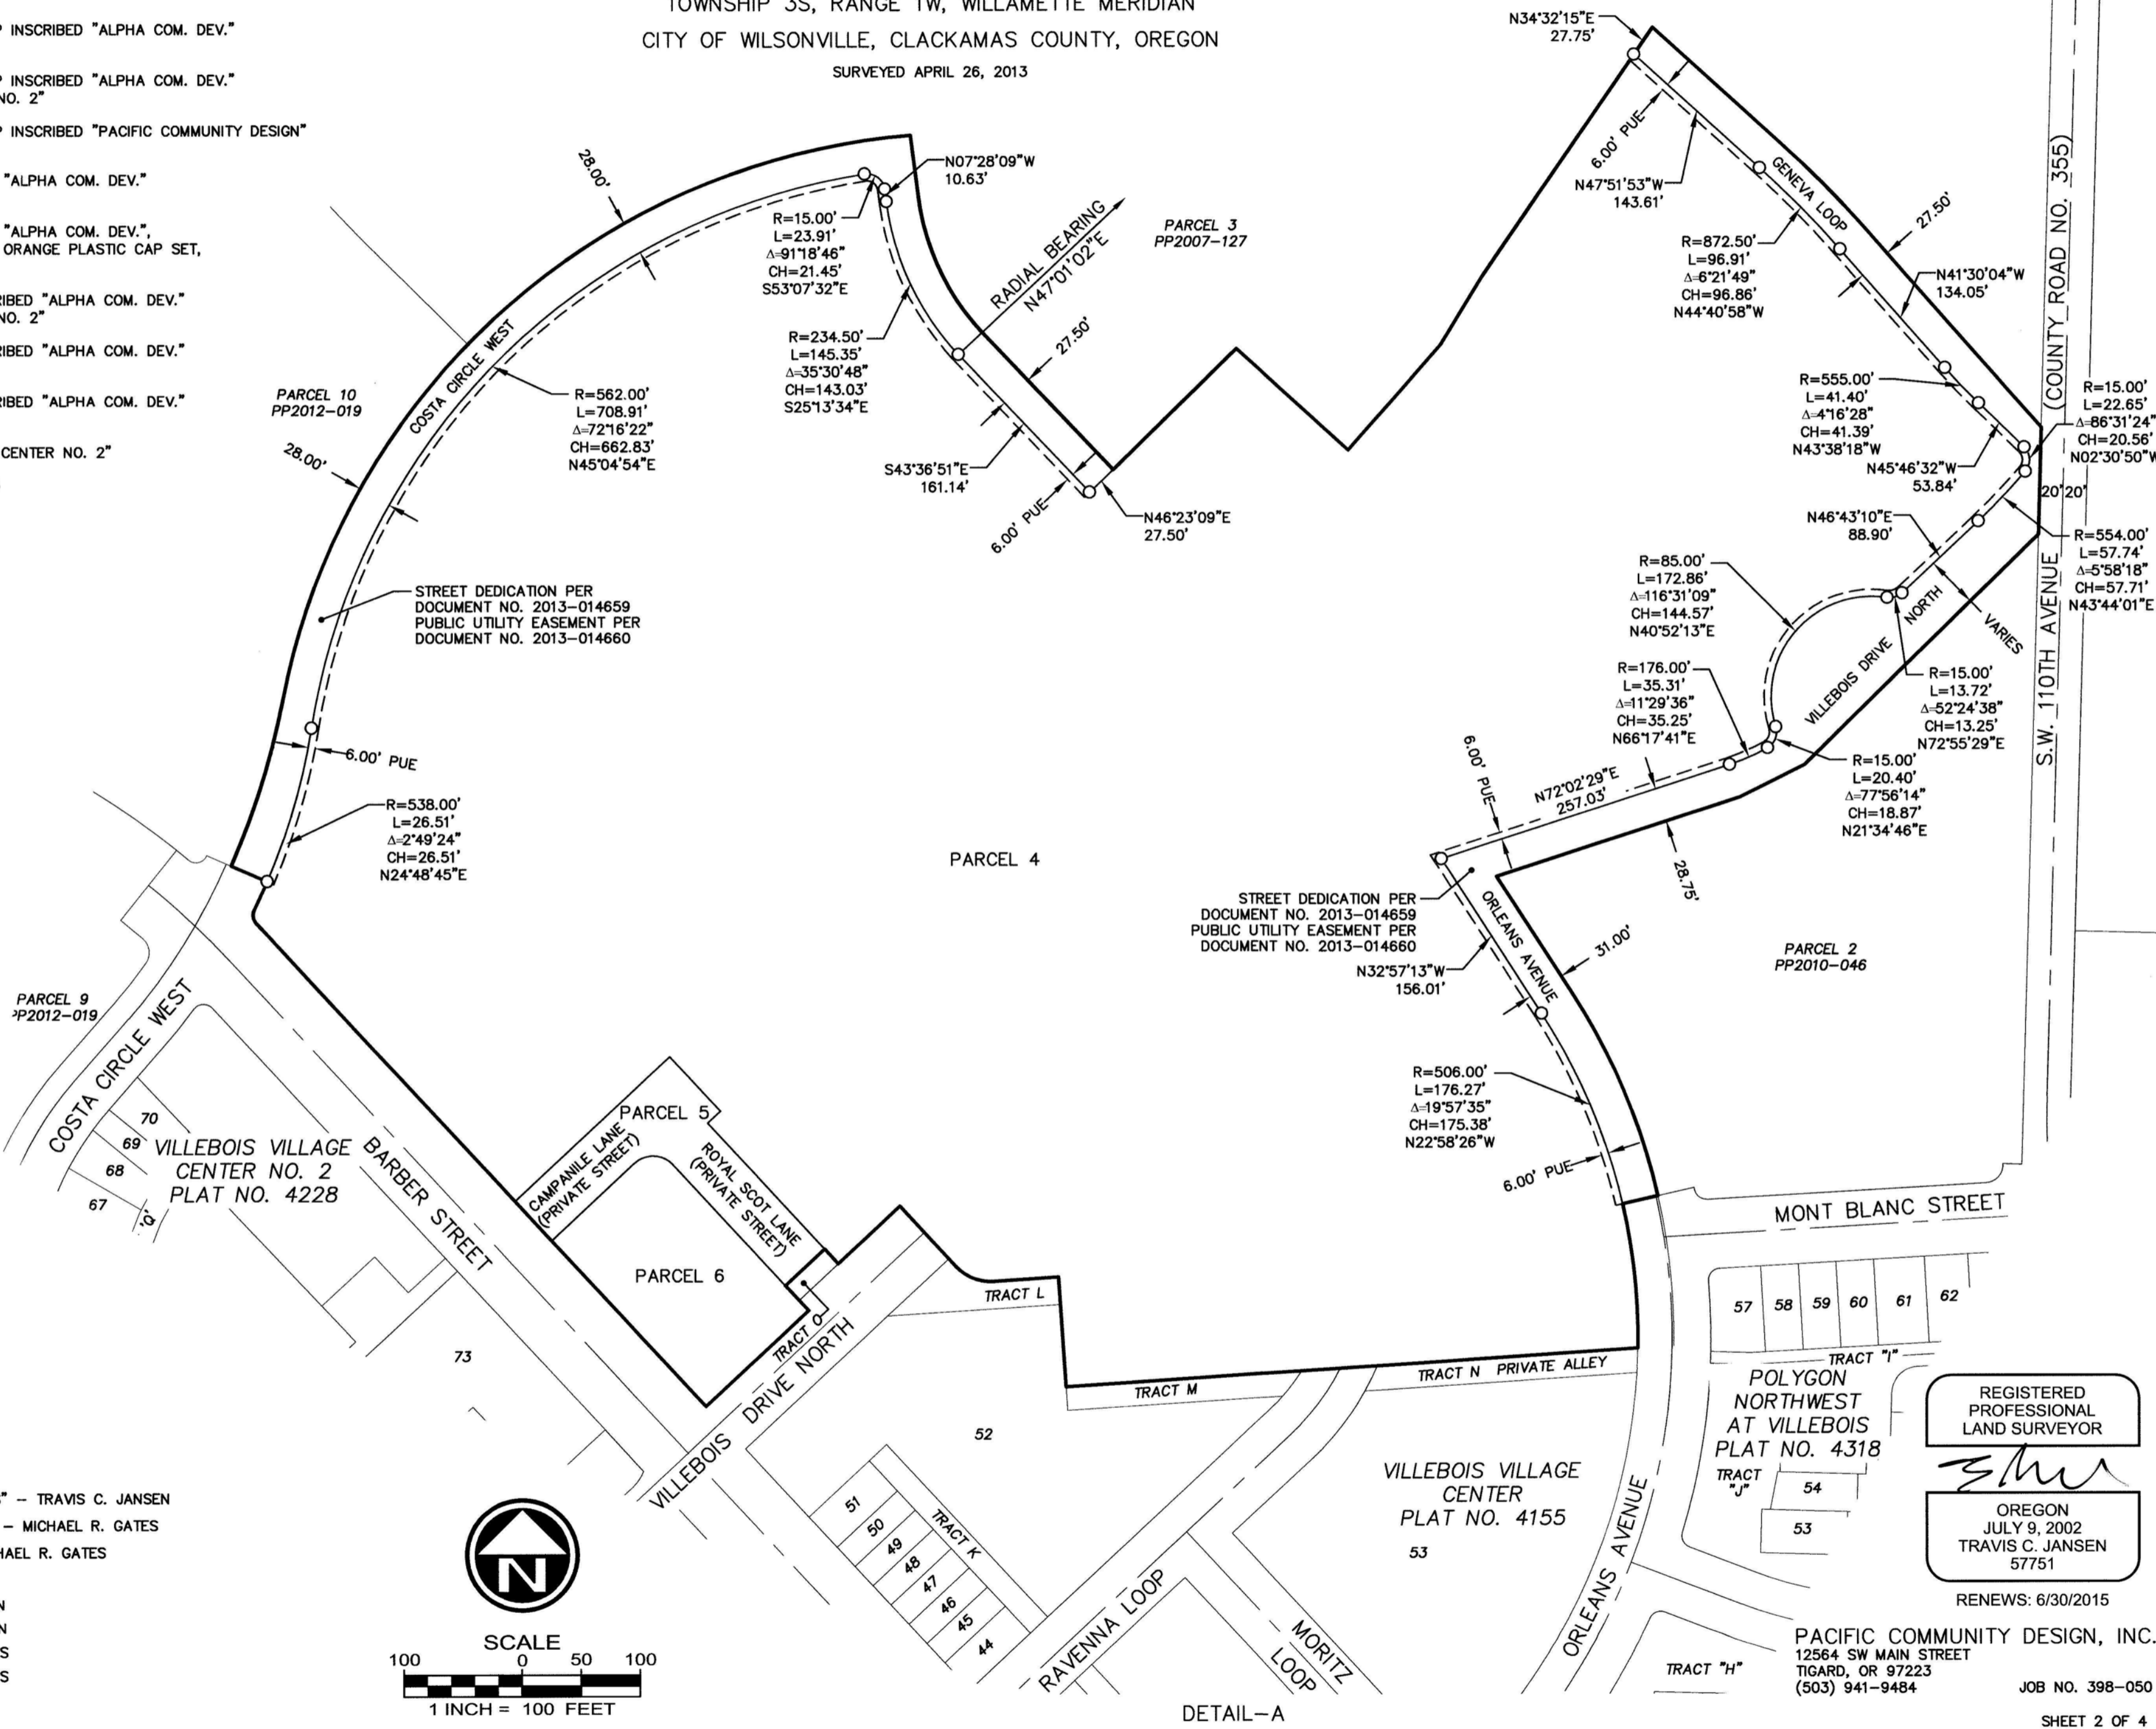 TOWNSHIP 3S, RANGE 1W, WILLAMETTE MERIDIAN
CITY OF WILSONVILLE, CLACKAMAS COUNTY, OREGON
SURVEYED APRIL 26, 2013
INSCRIBED "ALPHA COM. DEV."
INSCRIBED "ALPHA COM. DEV."
NO. 2"
INSCRIBED "PACIFIC COMMUNITY DESIGN"
"ALPHA COM. DEV."
"ALPHA COM. DEV.",
ORANGE PLASTIC CAP SET,
"ALPHA COM. DEV."
NO. 2"
"ALPHA COM. DEV."
"ALPHA COM. DEV."
CENTER NO. 2"
28.00'
N07°28'09"W
10.63'
R=15.00'
L=23.91'
Δ=91°18'46"
CH=21.45'
S53°07'32"E
RADIAL BEARING
N47°01'02"E
PARCEL 3
PP2007-127
27.50'
R=234.50'
L=145.35'
Δ=35°30'48"
CH=143.03'
S25°13'34"E
COSTA CIRCLE WEST
PARCEL 10
PP2012-019
28.00'
R=562.00'
L=708.91'
Δ=72°16'22"
CH=662.83'
N45°04'54"E
S43°36'51"E
161.14'
6.00' PUE
N46°23'09"E
27.50'
N34°32'15"E
27.75'
6.00' PUE
N47°51'53"W
143.61'
GENEVA LOOP
27.50'
R=872.50'
L=96.91'
Δ=6°21'49"
CH=96.86'
N44°40'58"W
N41°30'04"W
134.05'
(COUNTY ROAD NO. 355)
R=555.00'
L=41.40'
Δ=4°16'28"
CH=41.39'
N43°38'18"W
R=15.00'
L=22.65'
Δ=86°31'24"
CH=20.56'
N02°30'50"W
N45°46'32"W
53.84'
20' 20'
N46°43'10"E
88.90'
R=554.00'
L=57.74'
Δ=5°58'18"
CH=57.71'
N43°44'01"E
S.W. 110TH AVENUE
R=85.00'
L=172.86'
Δ=116°31'09"
CH=144.57'
N40°52'13"E
VARIES
VILLEBOIS DRIVE NORTH
R=176.00'
L=35.31'
Δ=11°29'36"
CH=35.25'
N66°17'41"E
R=15.00'
L=13.72'
Δ=52°24'38"
CH=13.25'
N72°55'29"E
R=15.00'
L=20.40'
Δ=77°56'14"
CH=18.87'
N21°34'46"E
STREET DEDICATION PER
DOCUMENT NO. 2013-014659
PUBLIC UTILITY EASEMENT PER
DOCUMENT NO. 2013-014660
6.00' PUE
R=538.00'
L=26.51'
Δ=2°49'24"
CH=26.51'
N24°48'45"E
PARCEL 4
6.00' PUE
N72°02'29"E
257.03'
28.75'
STREET DEDICATION PER
DOCUMENT NO. 2013-014659
PUBLIC UTILITY EASEMENT PER
DOCUMENT NO. 2013-014660
ORLEANS AVENUE
31.00'
N32°57'13"W
156.01'
PARCEL 2
PP2010-046
R=506.00'
L=176.27'
Δ=19°57'35"
CH=175.38'
N22°58'26"W
6.00' PUE
MONT BLANC STREET
PARCEL 9
PP2012-019
COSTA CIRCLE WEST
70
69
68
67
'Q'
VILLEBOIS VILLAGE
CENTER NO. 2
PLAT NO. 4228
BARBER STREET
73
PARCEL 5
CAMPANILE LANE
(PRIVATE STREET)
ROYAL SCOT LANE
(PRIVATE STREET)
PARCEL 6
TRACT O
VILLEBOIS DRIVE NORTH
TRACT L
TRACT M
TRACT N PRIVATE ALLEY
52
57
58
59
60
61
62
TRACT "I"
POLYGON
NORTHWEST
AT VILLEBOIS
PLAT NO. 4318
TRACT
"J"
54
53
VILLEBOIS VILLAGE
CENTER
PLAT NO. 4155
53
51
50
49
48
47
46
45
44
TRACT K
RAVENNA LOOP
MORITZ
LOOP
ORLEANS AVENUE
TRACT "H"
REGISTERED
PROFESSIONAL
LAND SURVEYOR
OREGON
JULY 9, 2002
TRAVIS C. JANSEN
57751
RENEWS: 6/30/2015
PACIFIC COMMUNITY DESIGN, INC.
12564 SW MAIN STREET
TIGARD, OR 97223
(503) 941-9484
JOB NO. 398-050
SHEET 2 OF 4
– TRAVIS C. JANSEN
– MICHAEL R. GATES
R. GATES
N
SCALE
100 0 50 100
1 INCH = 100 FEET
DETAIL-A